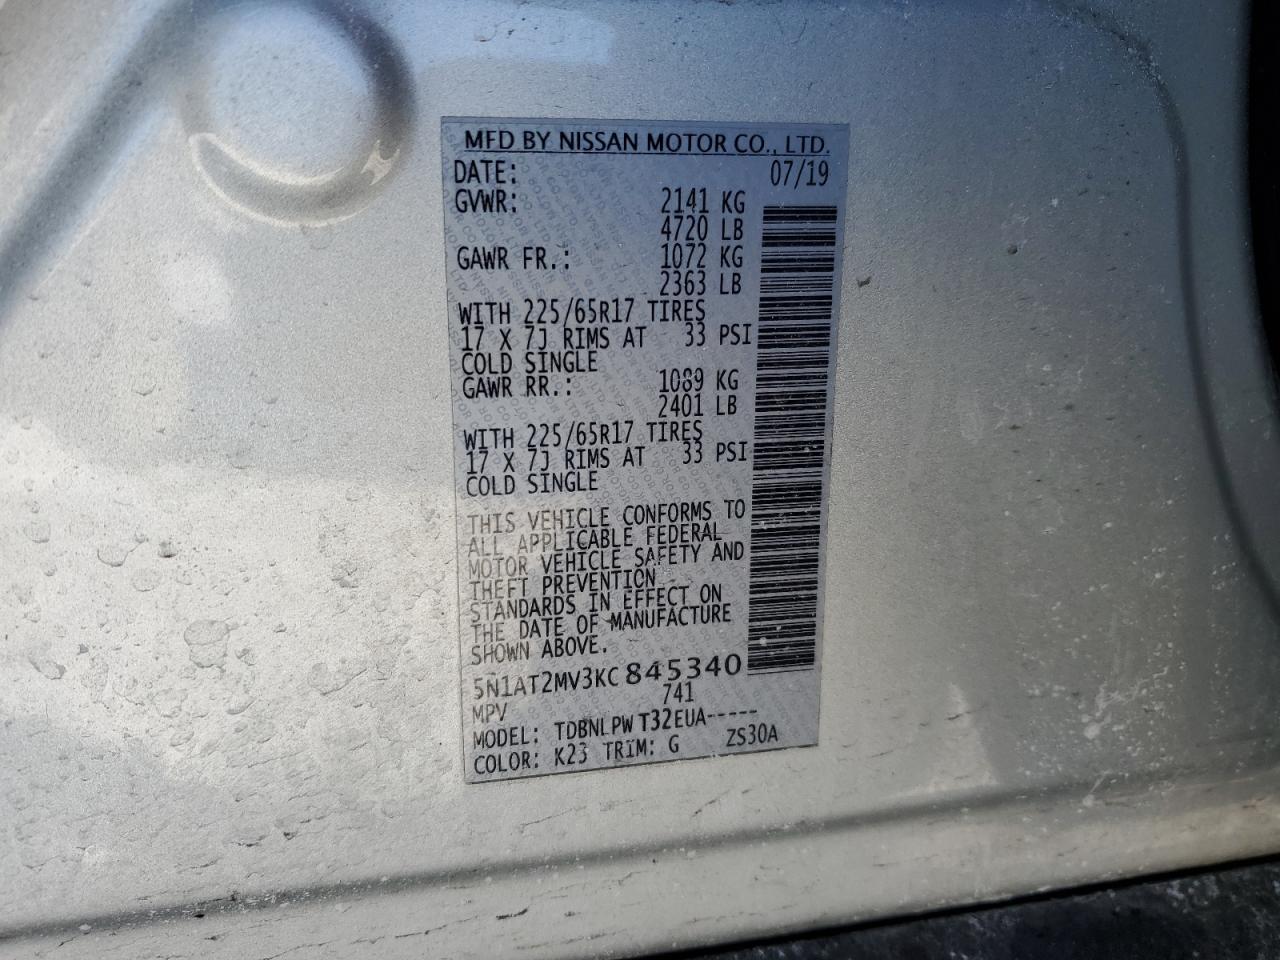 MFD BY NISSAN MOTOR CO., LTD.
DATE: 07/19
GVWR: 2141 KG
4720 LB
GAWR FR.: 1072 KG
2363 LB
WITH 225/65R17 TIRES
17 X 7J RIMS AT 33 PSI
COLD SINGLE
GAWR RR.: 1089 KG
2401 LB
WITH 225/65R17 TIRES
17 X 7J RIMS AT 33 PSI
COLD SINGLE
THIS VEHICLE CONFORMS TO
ALL APPLICABLE FEDERAL
MOTOR VEHICLE SAFETY AND
THEFT PREVENTION
STANDARDS IN EFFECT ON
THE DATE OF MANUFACTURE
SHOWN ABOVE.
5N1AT2MV3KC845340
MPV 741
MODEL: TDBNLPW T32EUA-----
COLOR: K23 TRIM: G ZS30A